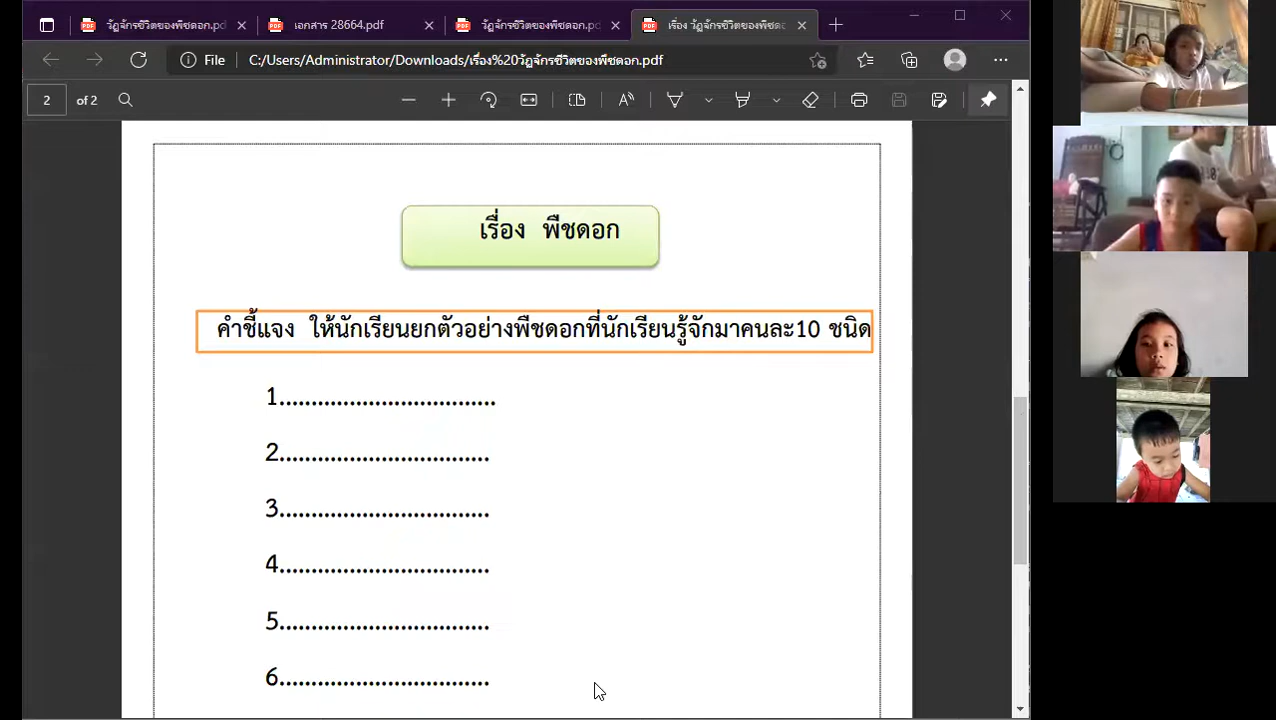 วัฏจักรชีวิตของพืชดอก.pd
เอกสาร 28664.pdf
วัฏจักรชีวิตของพืชดอก.pd
เรื่อง วัฏจักรชีวิตของพืชดอ
File
C:/Users/Administrator/Downloads/เรื่อง%20วัฏจักรชีวิตของพืชดอก.pdf
2 of 2
เรื่อง พืชดอก
คำชี้แจง ให้นักเรียนยกตัวอย่างพืชดอกที่นักเรียนรู้จักมาคนละ10 ชนิด
1..................................
2.................................
3.................................
4.................................
5.................................
6.................................